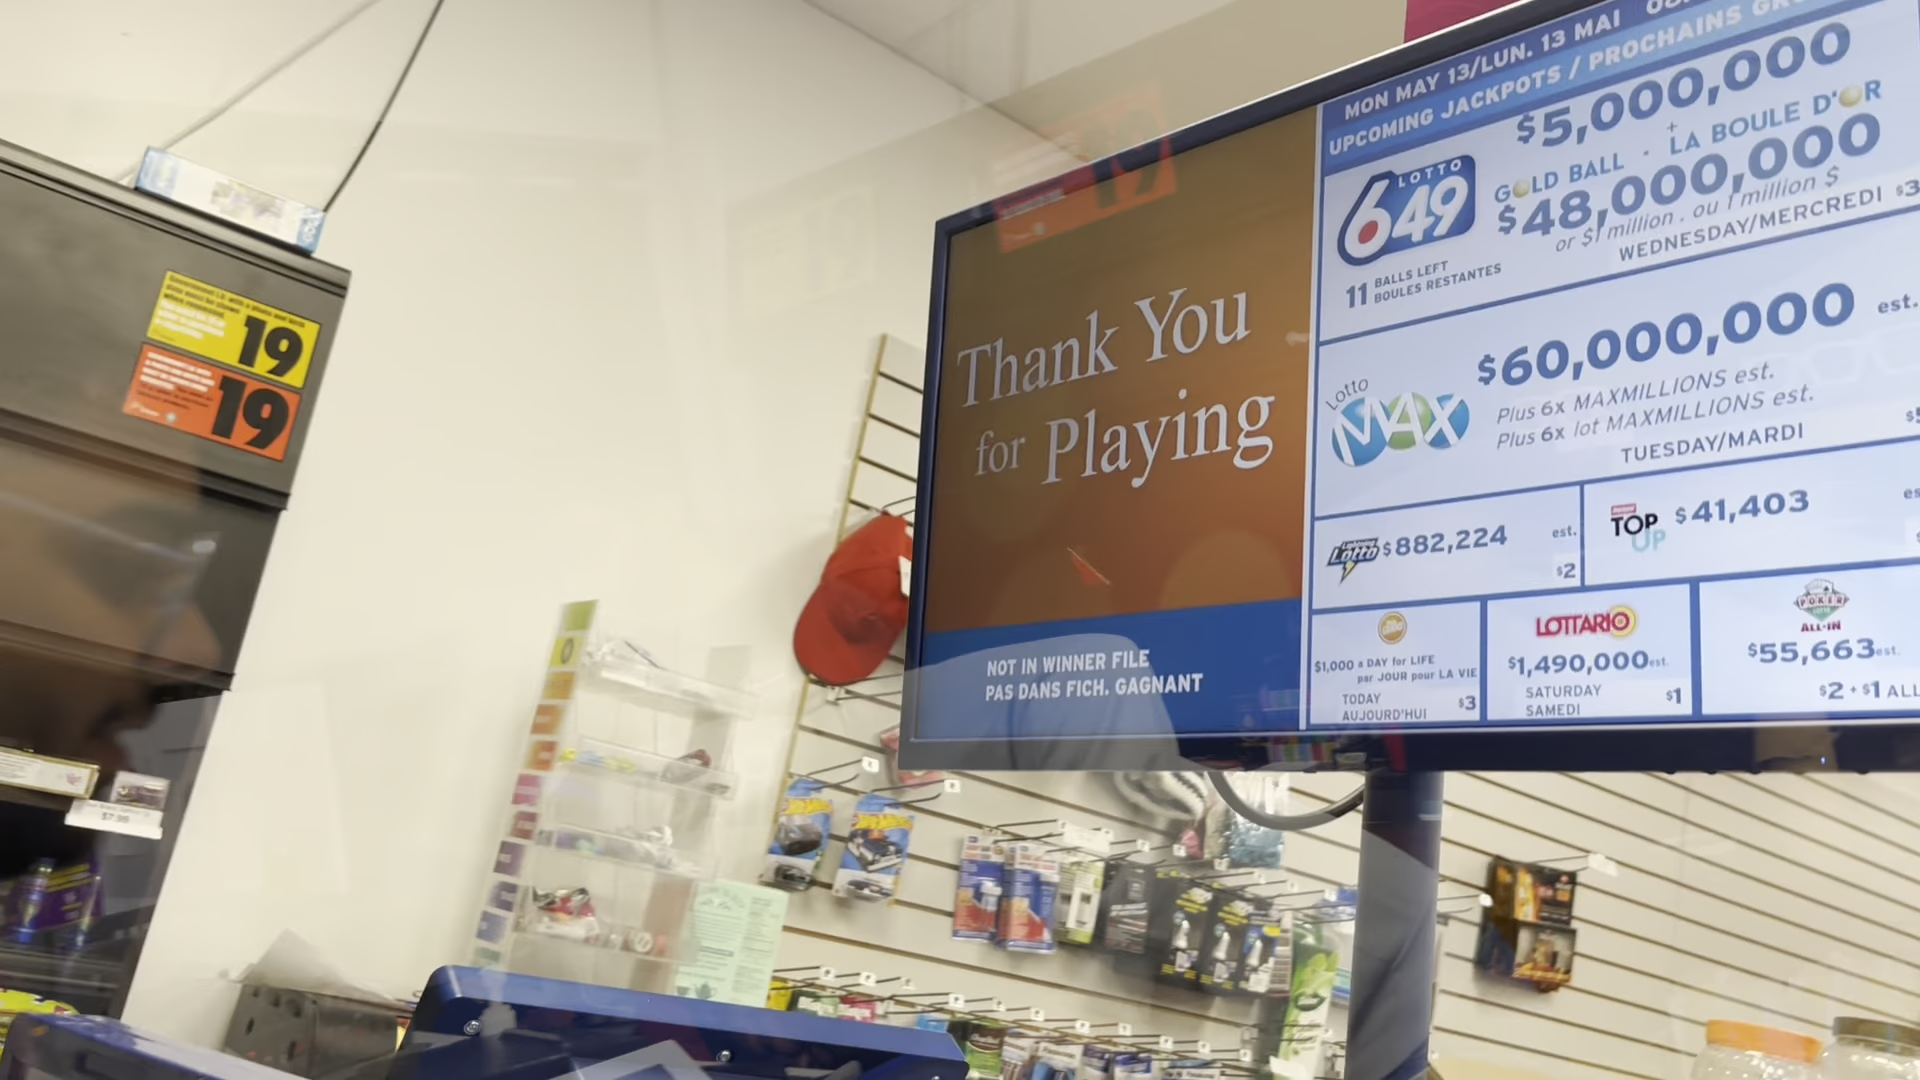 19
19
$7.99
Thank You
for Playing
NOT IN WINNER FILE
PAS DANS FICH. GAGNANT
MON MAY 13/LUN. 13 MAI
UPCOMING JACKPOTS / PROCHAINS
LOTTO
649
$5,000,000
+
GOLD BALL · LA BOULE D'OR
$48,000,000
or $1 million . ou 1 million $
WEDNESDAY/MERCREDI $3
11 BALLS LEFT
BOULES RESTANTES
Lotto
MAX
$60,000,000 est.
Plus 6x MAXMILLIONS est.
Plus 6x lot MAXMILLIONS est.
TUESDAY/MARDI
Lotto
$882,224 est.
$2
TOP
UP
$41,403
$1,000 a DAY for LIFE
par JOUR pour LA VIE
TODAY
AUJOURD'HUI
$3
LOTTARIO
$1,490,000 est.
SATURDAY
SAMEDI
$1
POKER
ALL-IN
$55,663 est.
$2 + $1 ALL